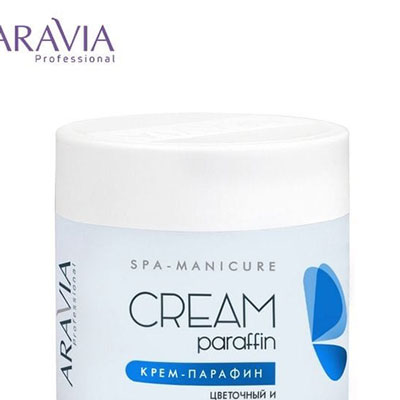 ARAVIA
Professional
SPA-MANICURE
CREAM
paraffin
КРЕМ-ПАРАФИН
ЦВЕТОЧНЫЙ И
ARAVIA
Professional